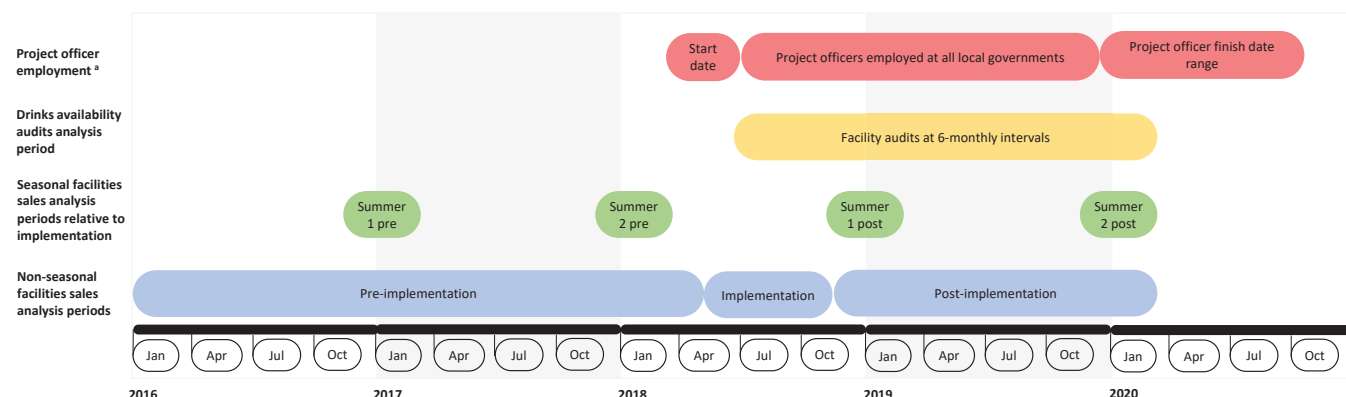 Project officer
employment a
Start
date
Project officers employed at all local governments
Project officer finish date
range
Drinks availability
audits analysis
period
Facility audits at 6-monthly intervals
Seasonal facilities
sales analysis
periods relative to
implementation
Summer
1 pre
Summer
2 pre
Summer
1 post
Summer
2 post
Non-seasonal
facilities sales
analysis periods
Pre-implementation
Implementation
Post-implementation
Jan Apr Jul Oct Jan Apr Jul Oct Jan Apr Jul Oct Jan Apr Jul Oct Jan Apr Jul Oct
2016 2017 2018 2019 2020